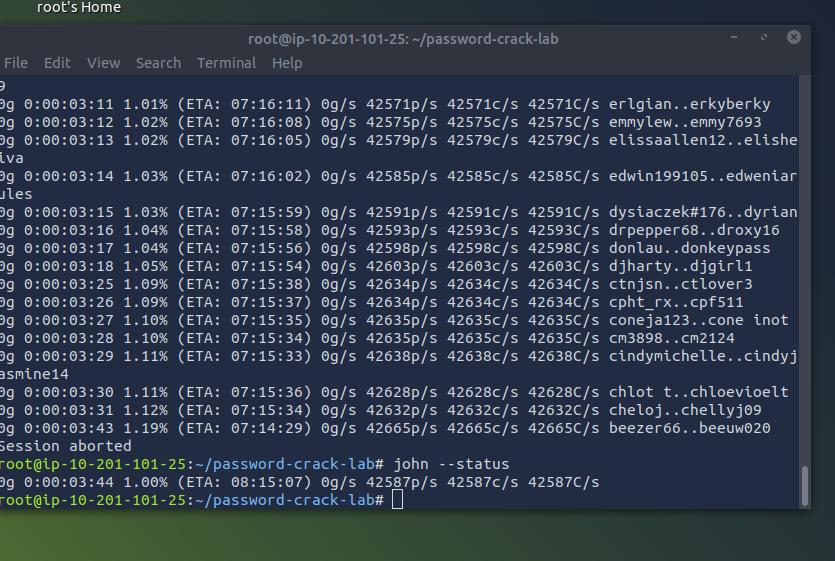 root's Home
root@ip-10-201-101-25: ~/password-crack-lab
File Edit View Search Terminal Help
9
0g 0:00:03:11 1.01% (ETA: 07:16:11) 0g/s 42571p/s 42571c/s 42571C/s erlgian..erkyberky
0g 0:00:03:12 1.02% (ETA: 07:16:08) 0g/s 42575p/s 42575c/s 42575C/s emmylew..emmy7693
0g 0:00:03:13 1.02% (ETA: 07:16:05) 0g/s 42579p/s 42579c/s 42579C/s elissaallen12..elishe
iva
0g 0:00:03:14 1.03% (ETA: 07:16:02) 0g/s 42585p/s 42585c/s 42585C/s edwin199105..edweniar
ules
0g 0:00:03:15 1.03% (ETA: 07:15:59) 0g/s 42591p/s 42591c/s 42591C/s dysiaczek#176..dyrian
0g 0:00:03:16 1.04% (ETA: 07:15:58) 0g/s 42593p/s 42593c/s 42593C/s drpepper68..droxy16
0g 0:00:03:17 1.04% (ETA: 07:15:56) 0g/s 42598p/s 42598c/s 42598C/s donlau..donkeypass
0g 0:00:03:18 1.05% (ETA: 07:15:54) 0g/s 42603p/s 42603c/s 42603C/s djharty..djgirl1
0g 0:00:03:25 1.09% (ETA: 07:15:38) 0g/s 42634p/s 42634c/s 42634C/s ctnjsn..ctlover3
0g 0:00:03:26 1.09% (ETA: 07:15:37) 0g/s 42634p/s 42634c/s 42634C/s cpht_rx..cpf511
0g 0:00:03:27 1.10% (ETA: 07:15:35) 0g/s 42635p/s 42635c/s 42635C/s coneja123..cone inot
0g 0:00:03:28 1.10% (ETA: 07:15:34) 0g/s 42635p/s 42635c/s 42635C/s cm3898..cm2124
0g 0:00:03:29 1.11% (ETA: 07:15:33) 0g/s 42638p/s 42638c/s 42638C/s cindymichelle..cindyj
asmine14
0g 0:00:03:30 1.11% (ETA: 07:15:36) 0g/s 42628p/s 42628c/s 42628C/s chlot t..chloevioelt
0g 0:00:03:31 1.12% (ETA: 07:15:34) 0g/s 42632p/s 42632c/s 42632C/s cheloj..chellyj09
0g 0:00:03:43 1.19% (ETA: 07:14:29) 0g/s 42665p/s 42665c/s 42665C/s beezer66..beeuw020
Session aborted
root@ip-10-201-101-25:~/password-crack-lab# john --status
0g 0:00:03:44 1.00% (ETA: 08:15:07) 0g/s 42587p/s 42587c/s 42587C/s
root@ip-10-201-101-25:~/password-crack-lab#